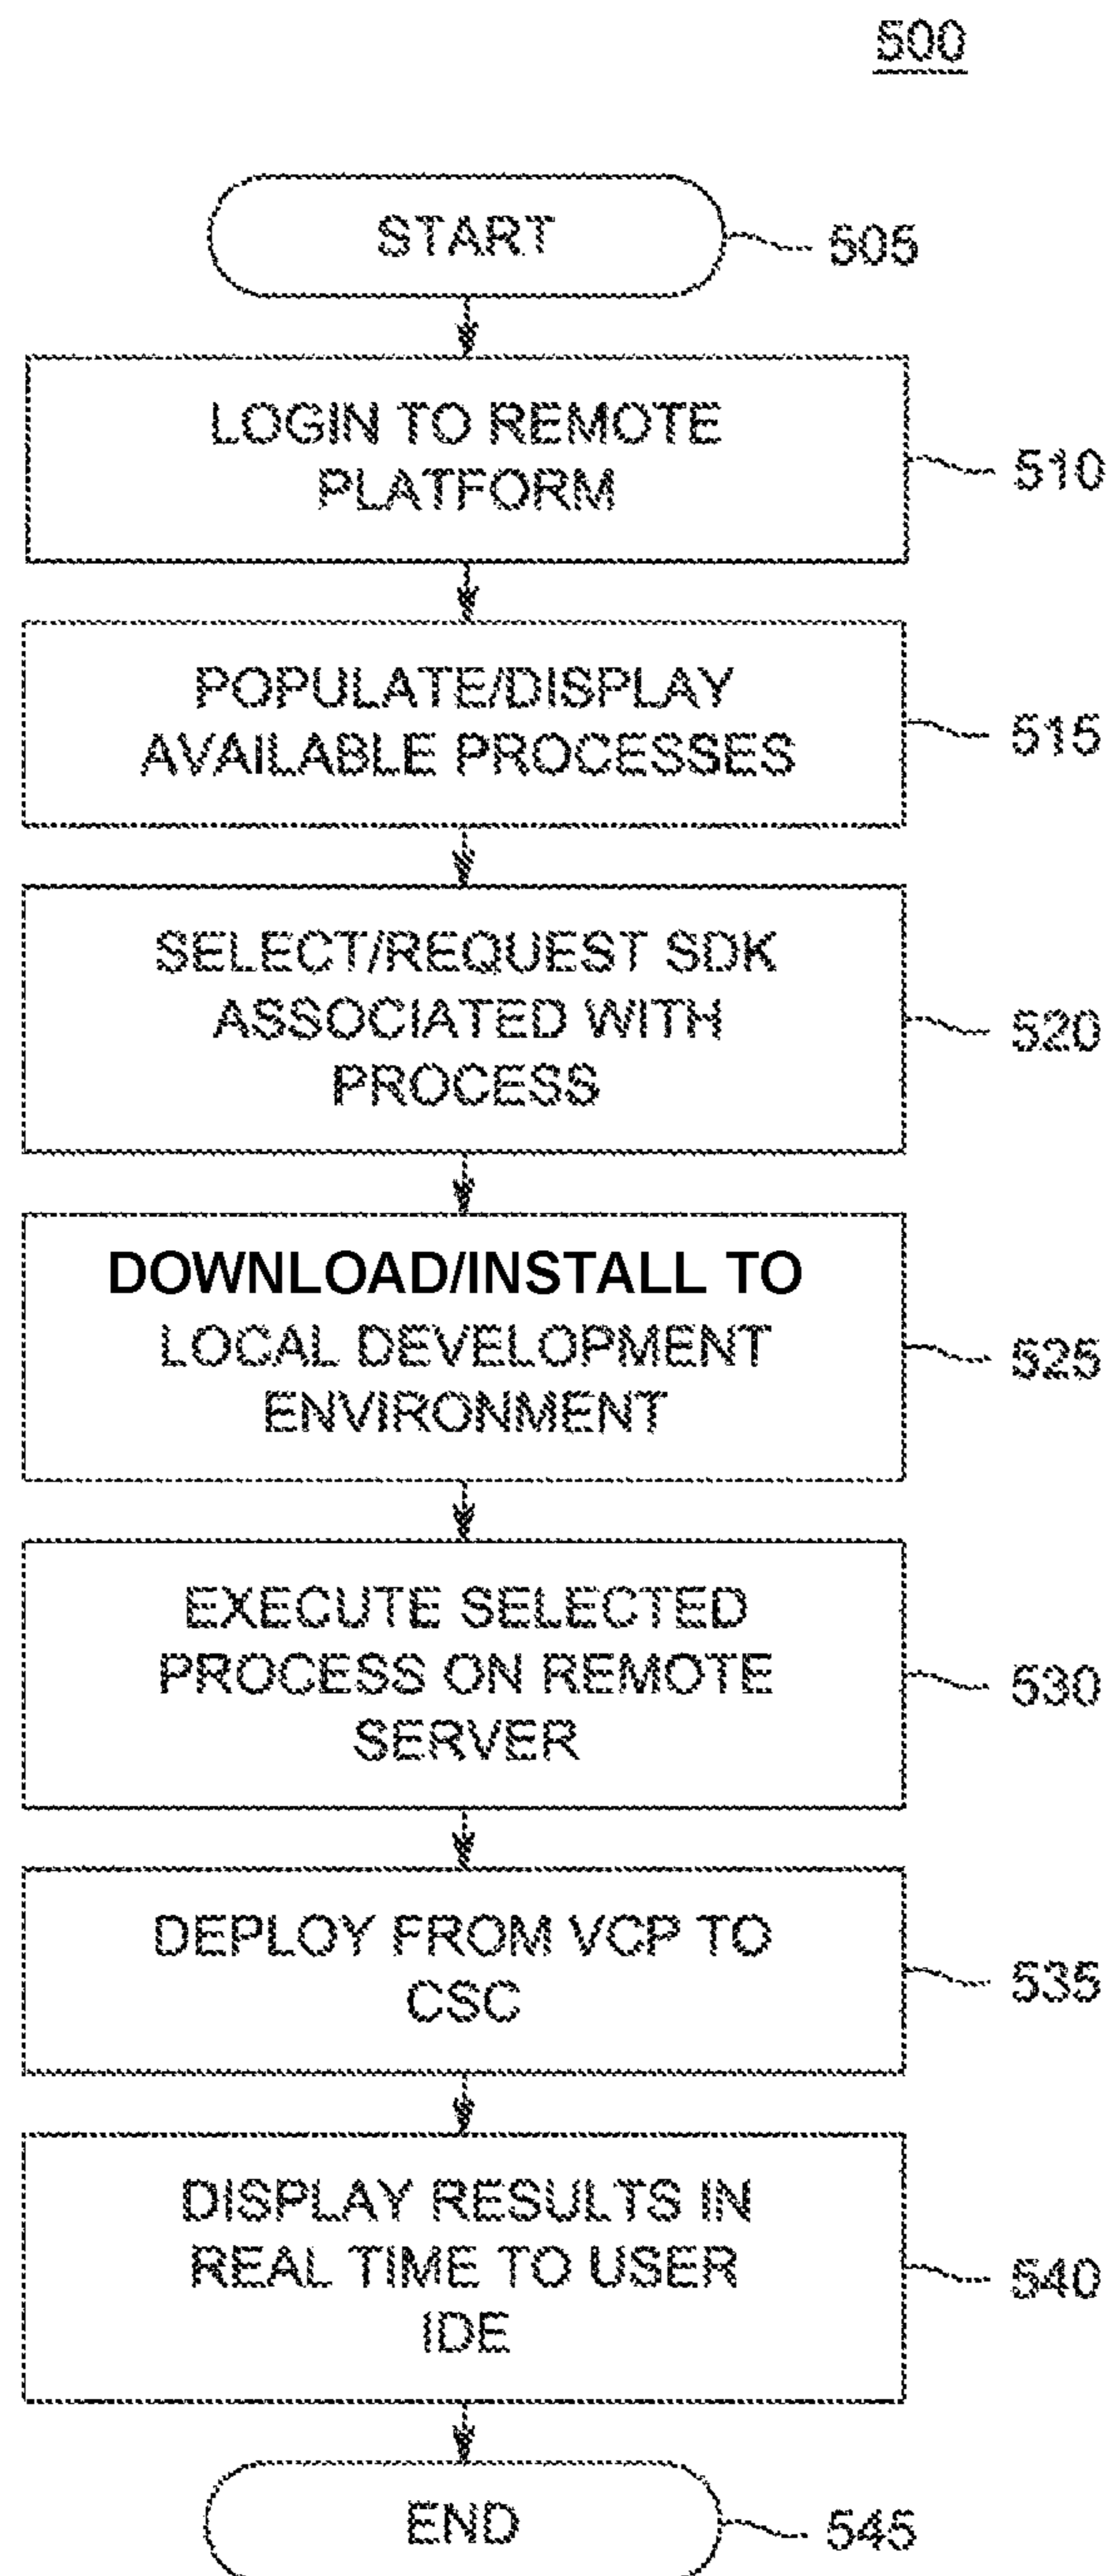 500
START
505
LOGIN TO REMOTE
PLATFORM
510
POPULATE/DISPLAY
AVAILABLE PROCESSES
515
SELECT/REQUEST SDK
ASSOCIATED WITH
PROCESS
520
DOWNLOAD/INSTALL TO
LOCAL DEVELOPMENT
ENVIRONMENT
525
EXECUTE SELECTED
PROCESS ON REMOTE
SERVER
530
DEPLOY FROM VCP TO
CSC
535
DISPLAY RESULTS IN
REAL TIME TO USER
IDE
540
END
545